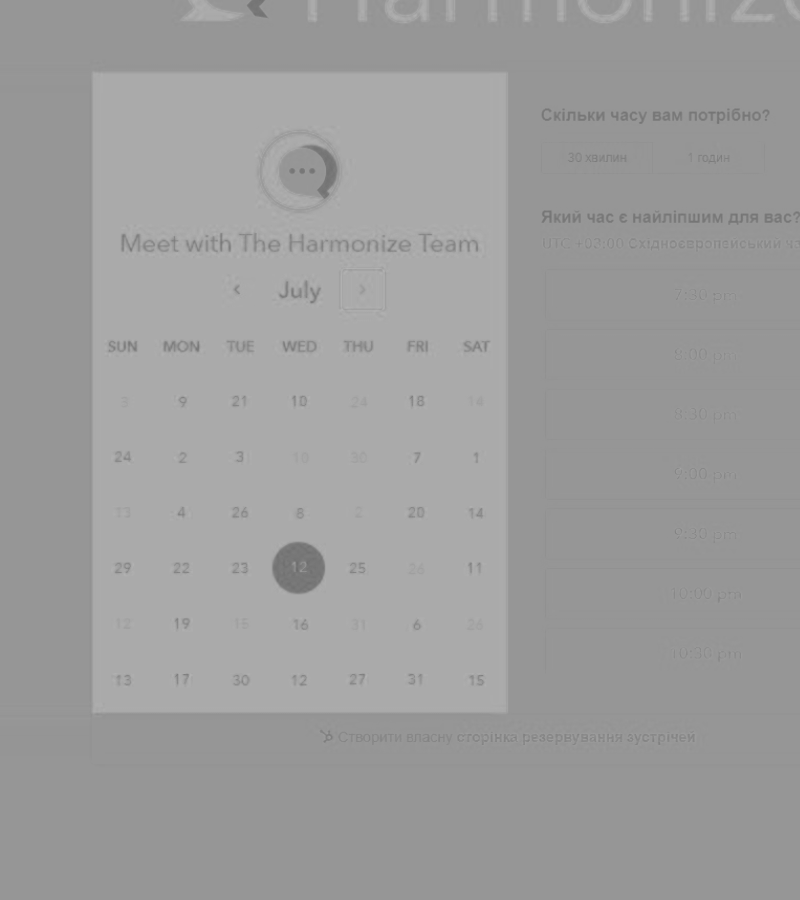 Harmonize
Meet with The Harmonize Team
‹ July ›
SUN MON TUE WED THU FRI SAT
3 9 21 10 24 18
24 2 3 30 7 1
13 4 26 8 2 20 14
29 22 23 12 25 26 11
12 19 15 16 31 6 26
13 17 30 12 27 31 15
Скільки часу вам потрібно?
30 хвилин 1 годин
Який час є найліпшим для вас?
UTC +03:00 Східноєвропейський
7:30 pm
8:00 pm
8:30 pm
9:00 pm
9:30 pm
10:00 pm
10:30 pm
Створити власну сторінка резервування зустрічей